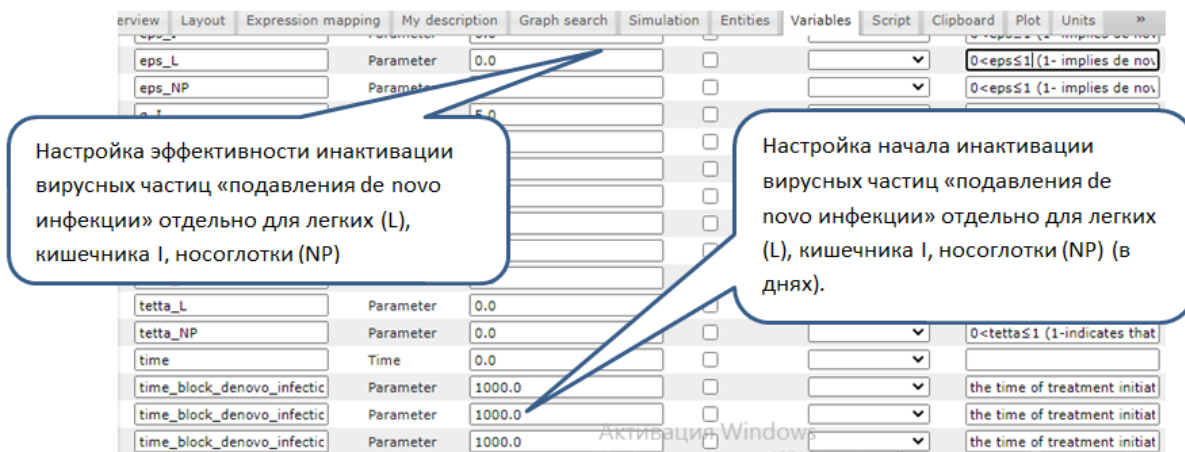 erview Layout Expression mapping My description Graph search Simulation Entities Variables Script Clipboard Plot Units »
eps_L Parameter 0.0 0<eps≤1 (1- implies de nov
eps_NP 0<eps≤1 (1- implies de nov
Настройка эффективности инактивации
вирусных частиц «подавления de novo
инфекции» отдельно для легких (L),
кишечника I, носоглотки (NP)
Настройка начала инактивации
вирусных частиц «подавления de
novo инфекции» отдельно для легких
(L), кишечника I, носоглотки (NP) (в
днях).
tetta_L Parameter 0.0
tetta_NP Parameter 0.0 0<tetta≤1 (1-indicates that
time Time 0.0
time_block_denovo_infectic Parameter 1000.0 the time of treatment initiat
time_block_denovo_infectic Parameter 1000.0 the time of treatment initiat
time_block_denovo_infectic Parameter 1000.0 the time of treatment initiat
Активация Windows